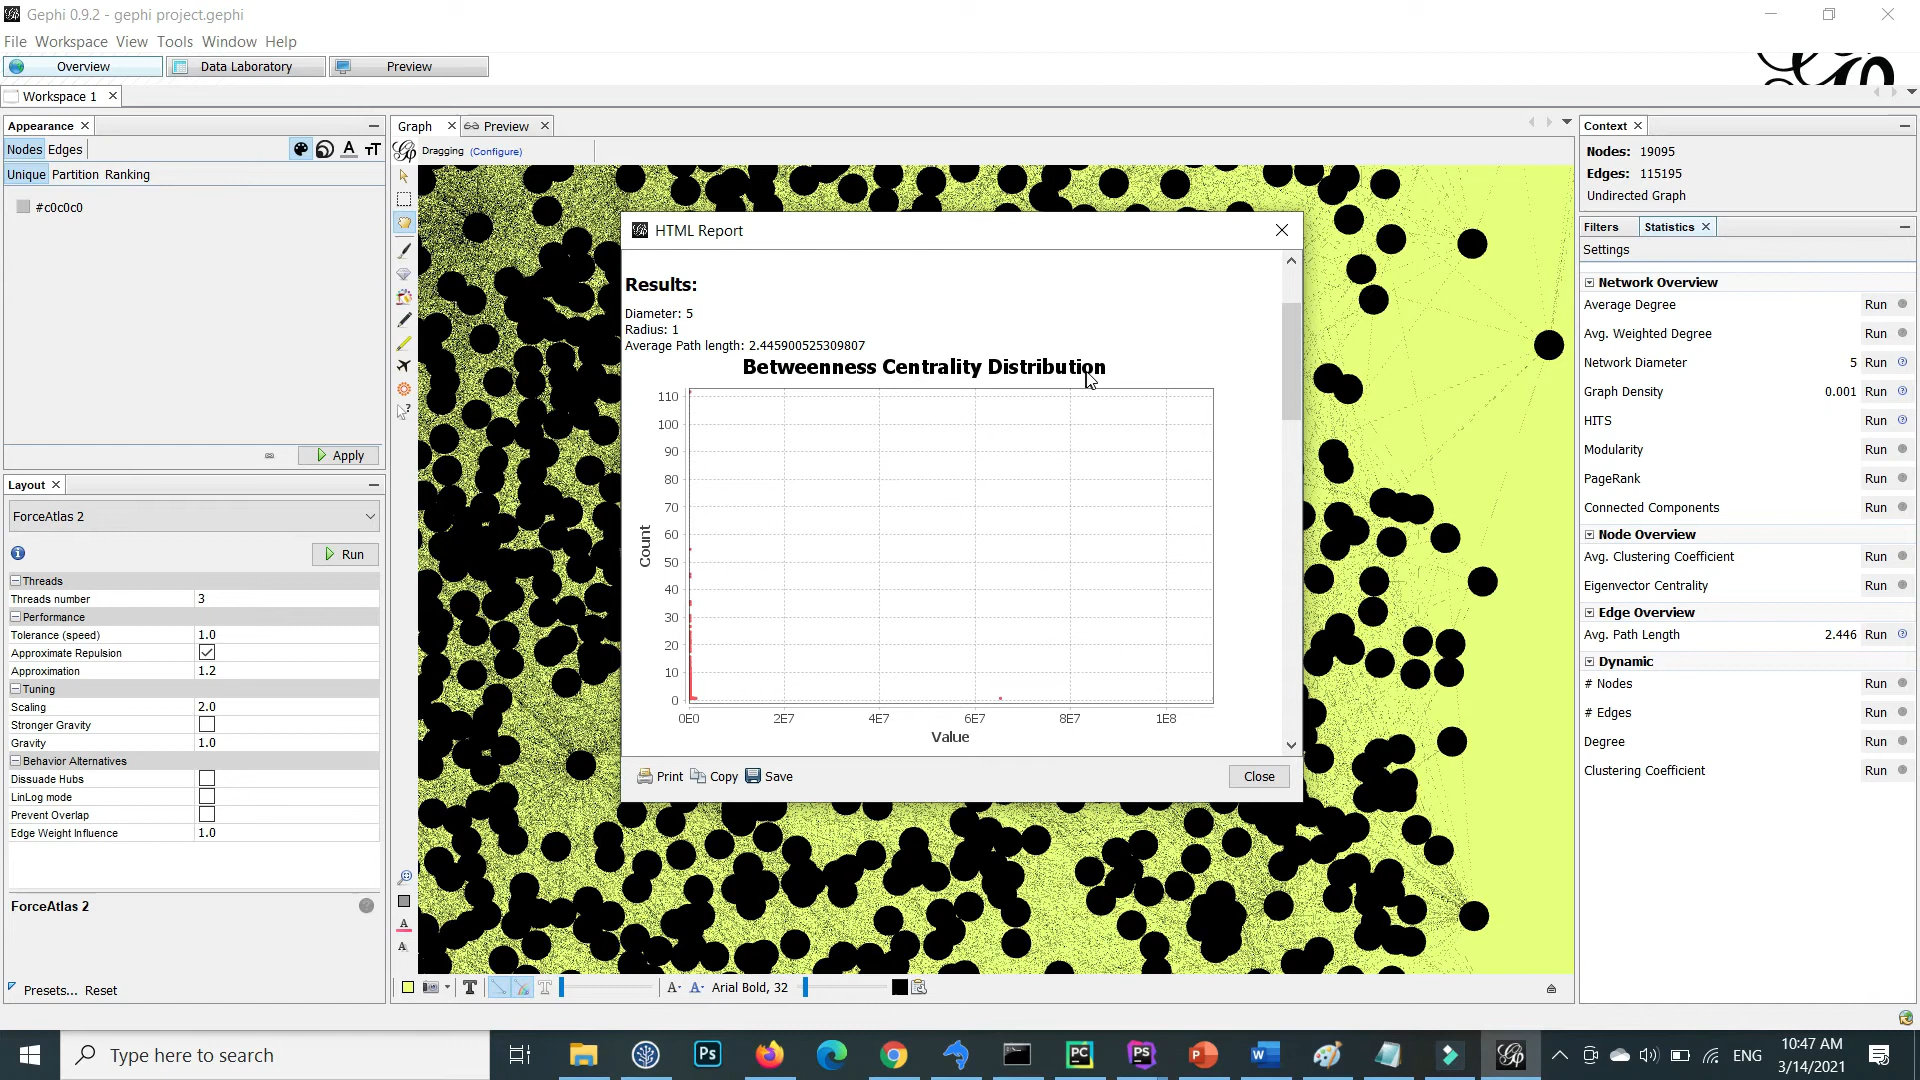 Gephi 0.9.2 - gephi project.gephi
File Workspace View Tools Window Help
Overview Data Laboratory Preview
Workspace 1
Appearance
Nodes Edges
Unique Partition Ranking
#c0c0c0
Apply
Layout
ForceAtlas 2
Run
Threads
Threads number 3
Performance
Tolerance (speed) 1.0
Approximate Repulsion
Approximation 1.2
Tuning
Scaling 2.0
Stronger Gravity
Gravity 1.0
Behavior Alternatives
Dissuade Hubs
LinLog mode
Prevent Overlap
Edge Weight Influence 1.0
ForceAtlas 2
Presets... Reset
Graph Preview
Dragging (Configure)
HTML Report
Results:
Diameter: 5
Radius: 1
Average Path length: 2.445900525309807
Betweenness Centrality Distribution
110
100
90
80
70
60
50
40
30
20
10
0
Count
0E0 2E7 4E7 6E7 8E7 1E8
Value
Print Copy Save Close
Arial Bold, 32
Context
Nodes: 19095
Edges: 115195
Undirected Graph
Filters Statistics
Settings
Network Overview
Average Degree Run
Avg. Weighted Degree Run
Network Diameter 5 Run
Graph Density 0.001 Run
HITS Run
Modularity Run
PageRank Run
Connected Components Run
Node Overview
Avg. Clustering Coefficient Run
Eigenvector Centrality Run
Edge Overview
Avg. Path Length 2.446 Run
Dynamic
# Nodes Run
# Edges Run
Degree Run
Clustering Coefficient Run
Type here to search
ENG
10:47 AM
3/14/2021